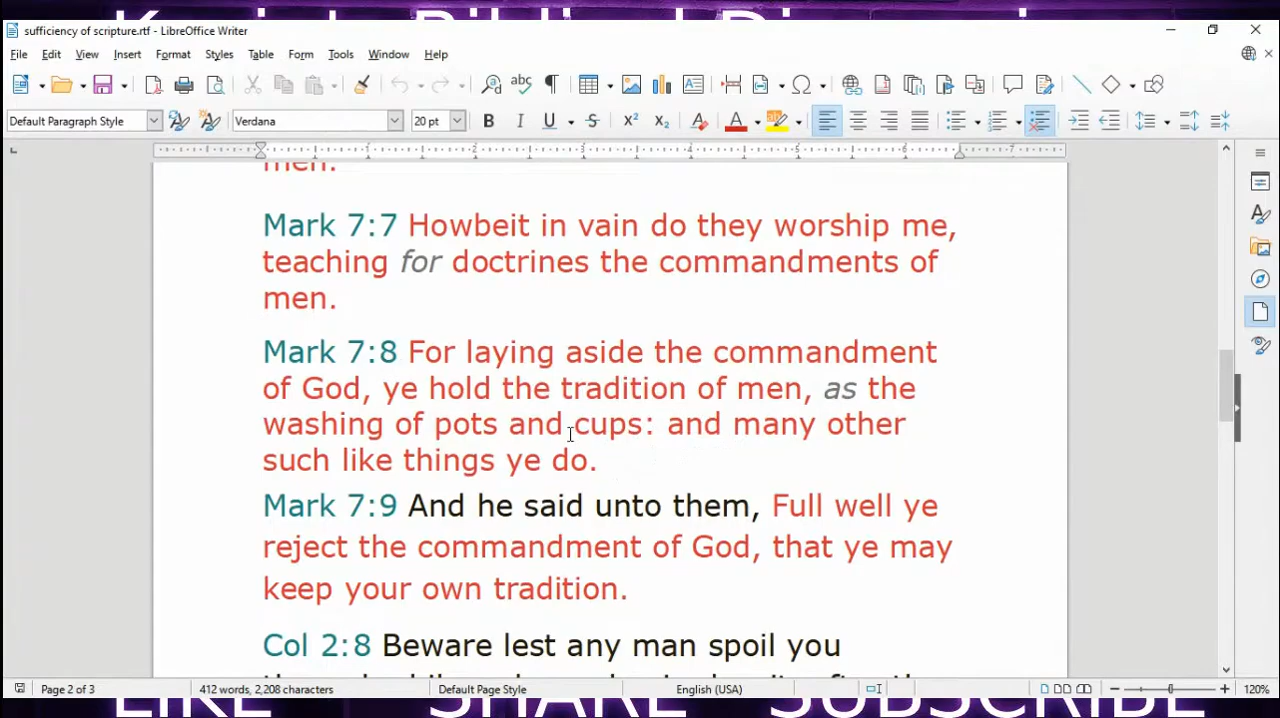 sufficiency of scripture.rtf - LibreOffice Writer
File Edit View Insert Format Styles Table Form Tools Window Help
Default Paragraph Style Verdana 20 pt
men.
Mark 7:7 Howbeit in vain do they worship me,
teaching for doctrines the commandments of
men.
Mark 7:8 For laying aside the commandment
of God, ye hold the tradition of men, as the
washing of pots and cups: and many other
such like things ye do.
Mark 7:9 And he said unto them, Full well ye
reject the commandment of God, that ye may
keep your own tradition.
Col 2:8 Beware lest any man spoil you
Page 2 of 3 412 words, 2,208 characters Default Page Style English (USA) 120%
LIKE SHARE SUBSCRIBE